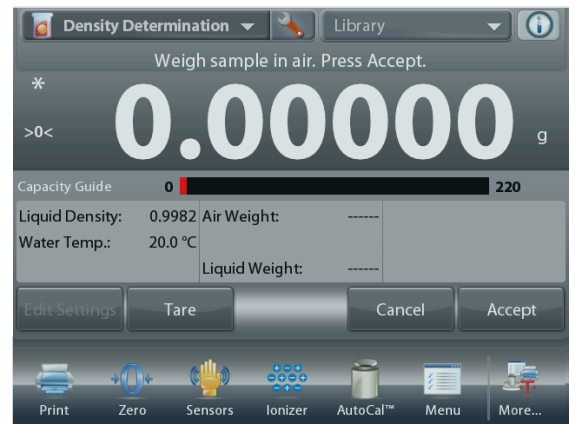 Density Determination Library
Weigh sample in air. Press Accept.
*
>0<
0.00000 g
Capacity Guide 0 220
Liquid Density: 0.9982 Air Weight: ------
Water Temp.: 20.0 °C
Liquid Weight: ------
Edit Settings Tare Cancel Accept
Print Zero Sensors Ionizer AutoCal™ Menu More...